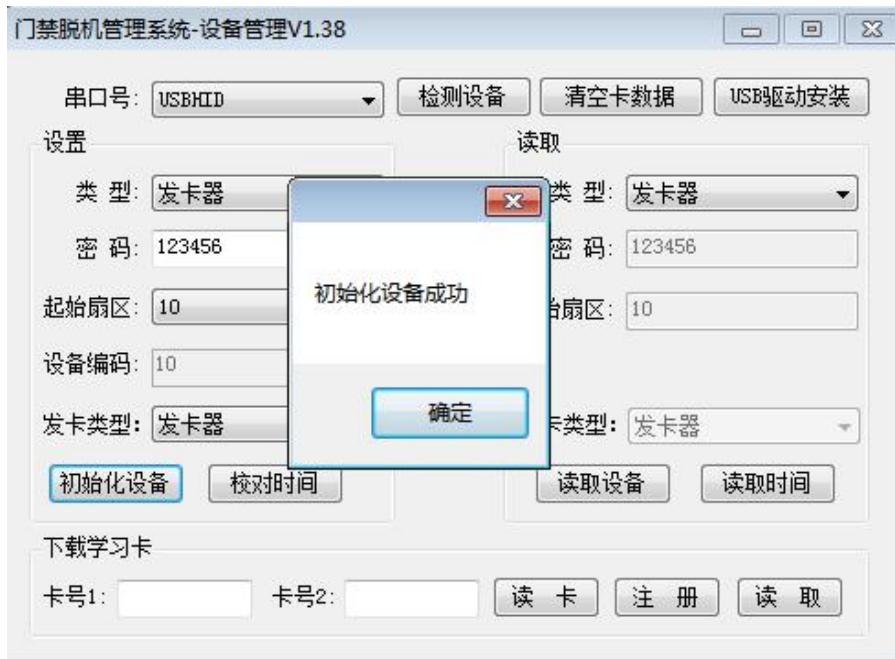 门禁脱机管理系统-设备管理V1.38
串口号: USBHID 检测设备 清空卡数据 USB驱动安装
设置 读取
类 型: 发卡器 类 型: 发卡器
密 码: 123456 密 码: 123456
初始化设备成功
起始扇区: 10 扇区: 10
设备编码: 10
确定
发卡类型: 发卡器 类型: 发卡器
初始化设备 校对时间 读取设备 读取时间
下载学习卡
卡号1: 卡号2: 读 卡 注 册 读 取